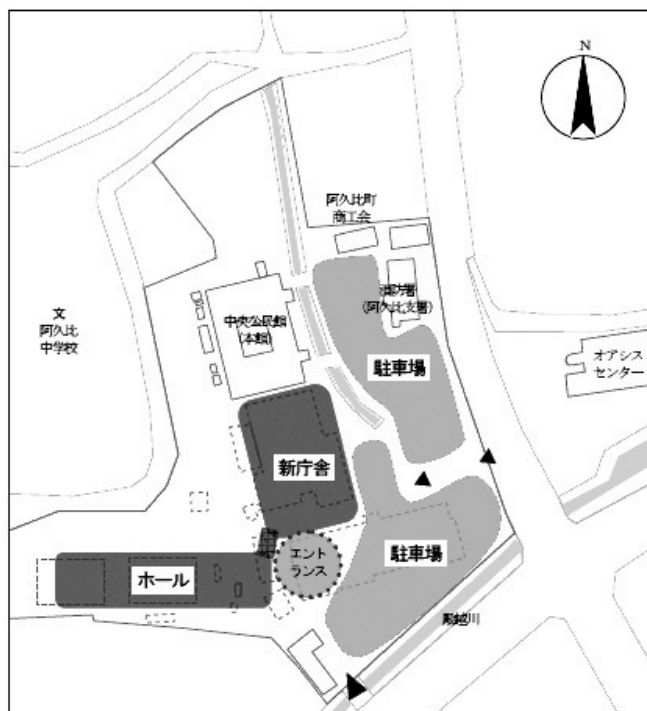 N
阿久比町
商工会
消防署
(阿久比支署)
文
阿久比
中学校
中央公民館
(本館)
オアシス
センター
駐車場
新庁舎
エント
ランス
駐車場
ホール